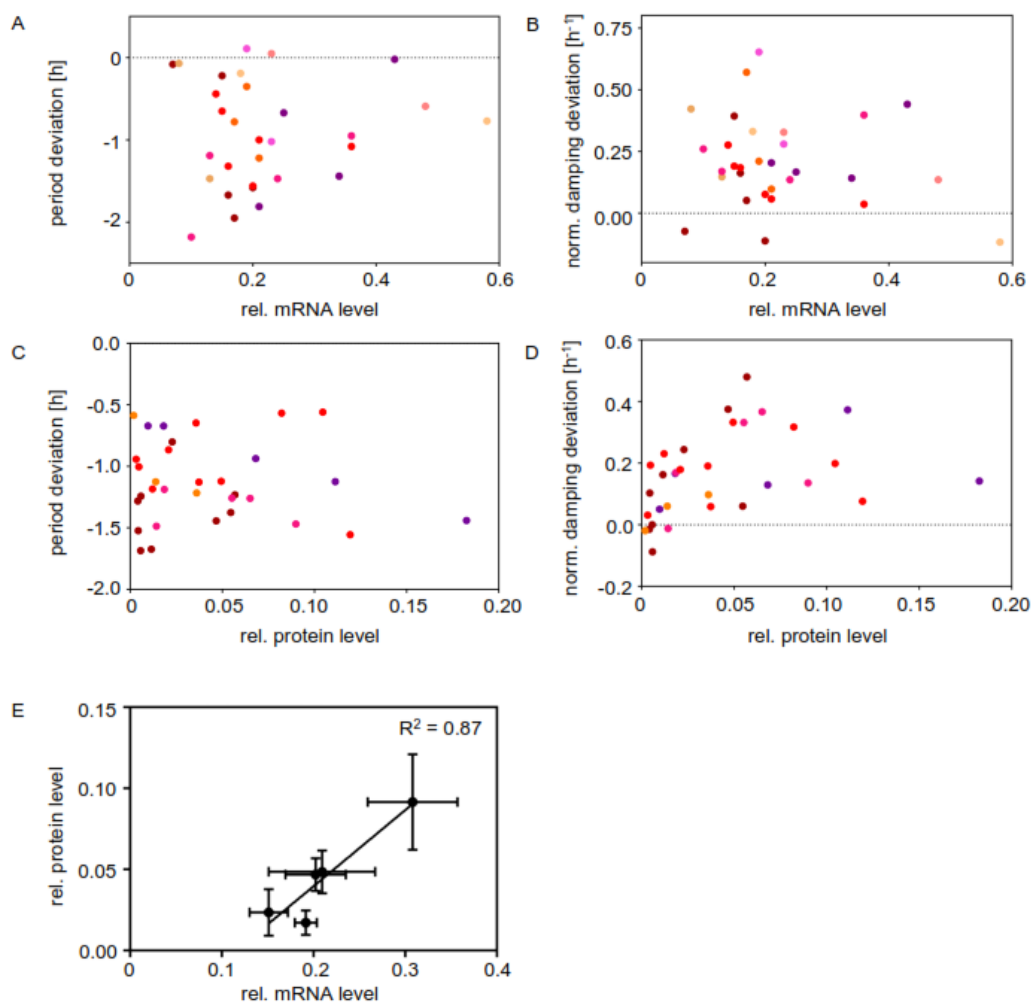 A
period deviation [h]
0
-1
-2
0
0.2
0.4
0.6
rel. mRNA level
B
norm. damping deviation [h⁻¹]
0.75
0.50
0.25
0.00
0
0.2
0.4
0.6
rel. mRNA level
C
period deviation [h]
0.0
-0.5
-1.0
-1.5
-2.0
0
0.05
0.10
0.15
0.20
rel. protein level
D
norm. damping deviation [h⁻¹]
0.6
0.4
0.2
0.0
-0.2
0
0.05
0.10
0.15
0.20
rel. protein level
E
rel. protein level
0.15
0.10
0.05
0.00
R² = 0.87
0
0.1
0.2
0.3
0.4
rel. mRNA level